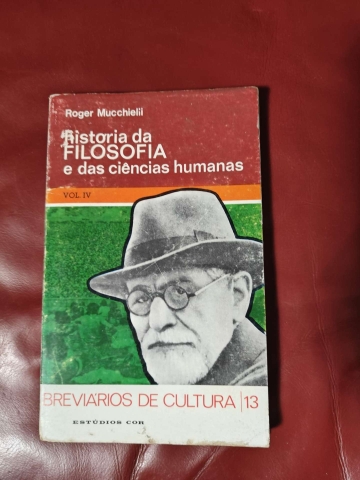 Roger Mucchielli
história da
FILOSOFIA
e das ciências humanas
VOL IV
BREVIÁRIOS DE CULTURA | 13
ESTÚDIOS COR